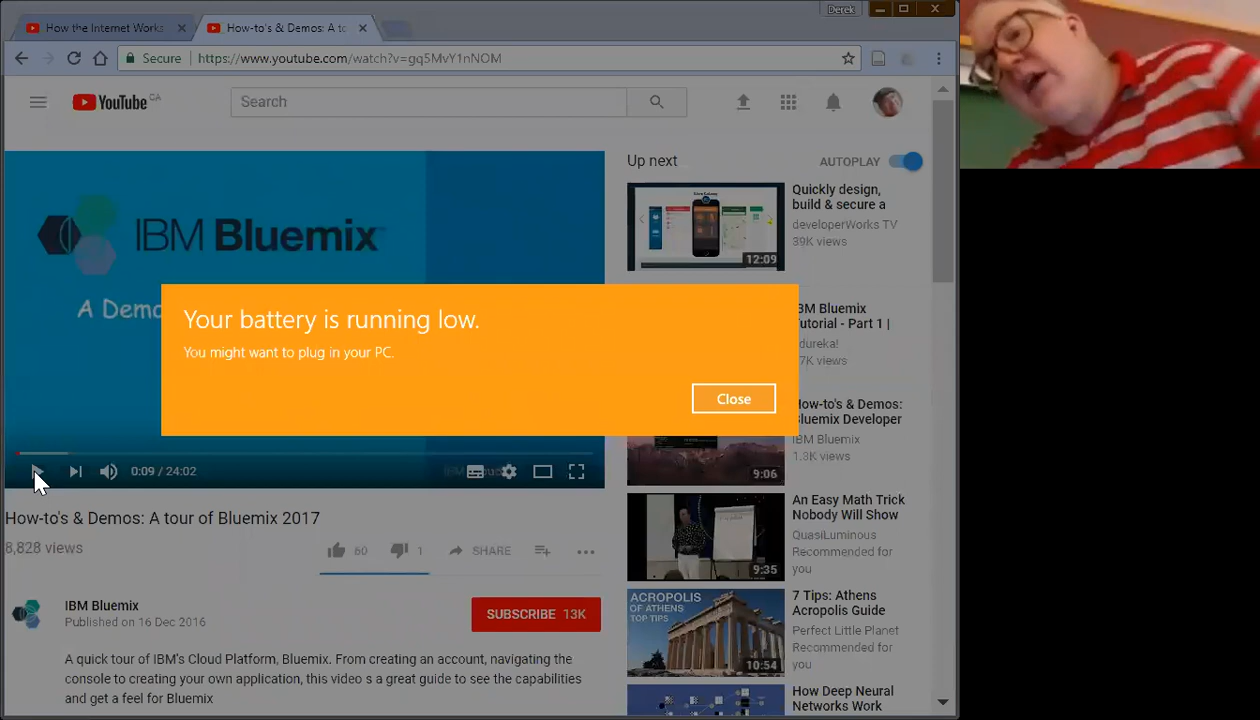 Derek
How the Internet Works
How-to's & Demos: A to
Secure
https://www.youtube.com/watch?v=gq5MvY1nNOM
YouTube CA
Search
IBM Bluemix
A Demo
Your battery is running low.
You might want to plug in your PC.
Close
0:09 / 24:02
How-to's & Demos: A tour of Bluemix 2017
8,828 views
60
1
SHARE
IBM Bluemix
Published on 16 Dec 2016
SUBSCRIBE 13K
A quick tour of IBM's Cloud Platform, Bluemix. From creating an account, navigating the
console to creating your own application, this video s a great guide to see the capabilities
and get a feel for Bluemix
Up next
AUTOPLAY
12:09
Quickly design,
build & secure a
developerWorks TV
39K views
BM Bluemix
Tutorial - Part 1 |
dureka!
7K views
How-to's & Demos:
Bluemix Developer
IBM Bluemix
1.3K views
9:06
An Easy Math Trick
Nobody Will Show
QuasiLuminous
Recommended for
you
9:35
ACROPOLIS
OF ATHENS
TOP TIPS
10:54
7 Tips: Athens
Acropolis Guide
Perfect Little Planet
Recommended for
you
How Deep Neural
Networks Work